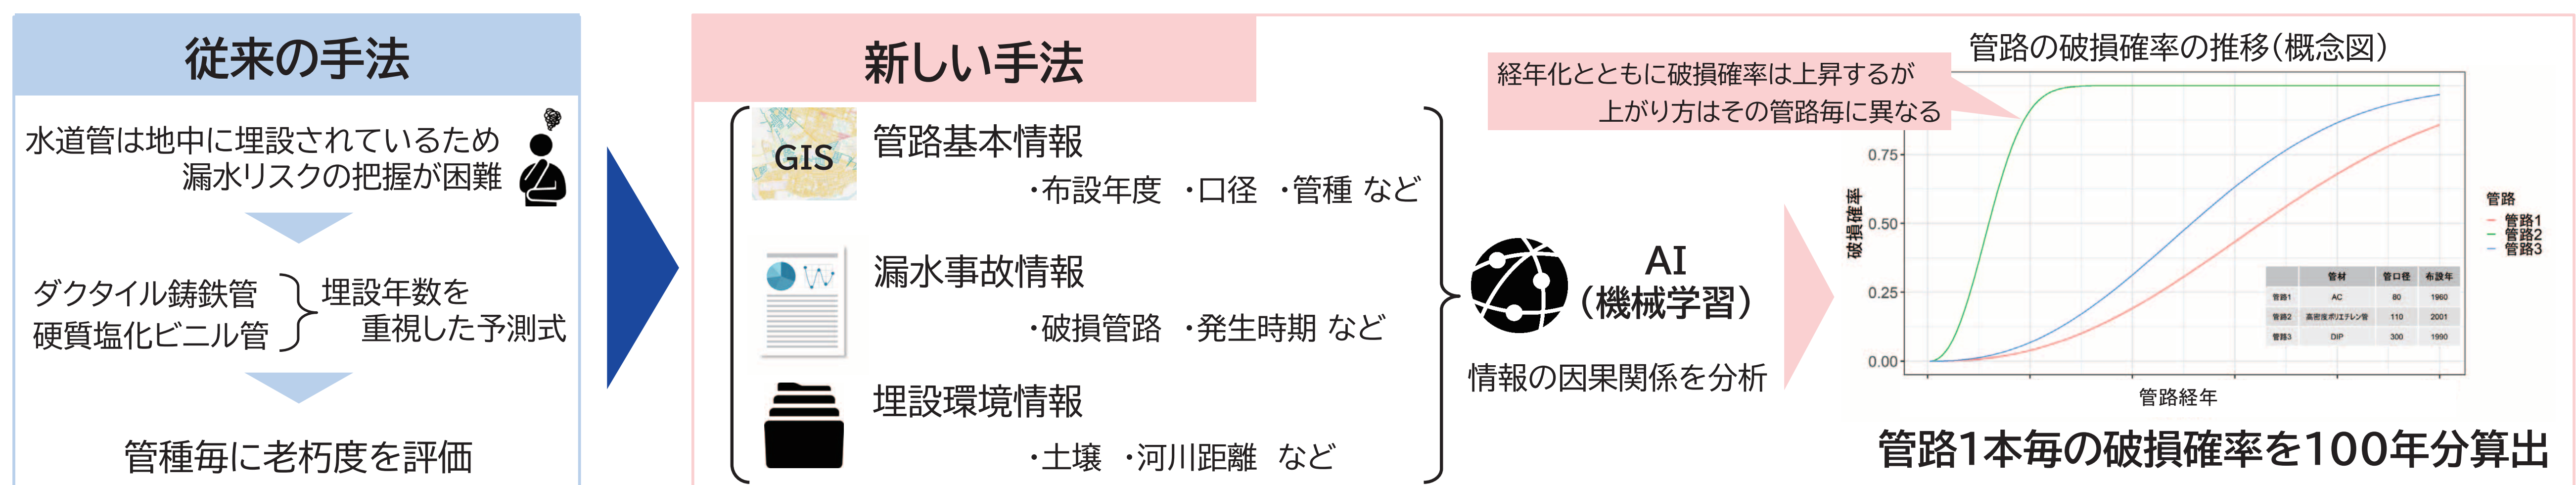 従来の手法
水道管は地中に埋設されているため
漏水リスクの把握が困難
ダクタイル鋳鉄管
硬質塩化ビニル管
埋設年数を
重視した予測式
管種毎に老朽度を評価
新しい手法
GIS
管路基本情報
・布設年度 ・口径 ・管種 など
漏水事故情報
・破損管路 ・発生時期 など
埋設環境情報
・土壌 ・河川距離 など
AI
（機械学習）
情報の因果関係を分析
経年化とともに破損確率は上昇するが
上がり方はその管路毎に異なる
管路の破損確率の推移（概念図）
破損確率
0.75
0.50
0.25
0.00
管路経年
管路
管路1
管路2
管路3
管材 管口径 布設年
管路1 AC 80 1960
管路2 高密度ポリエチレン管 110 2001
管路3 DIP 300 1990
管路1本毎の破損確率を100年分算出